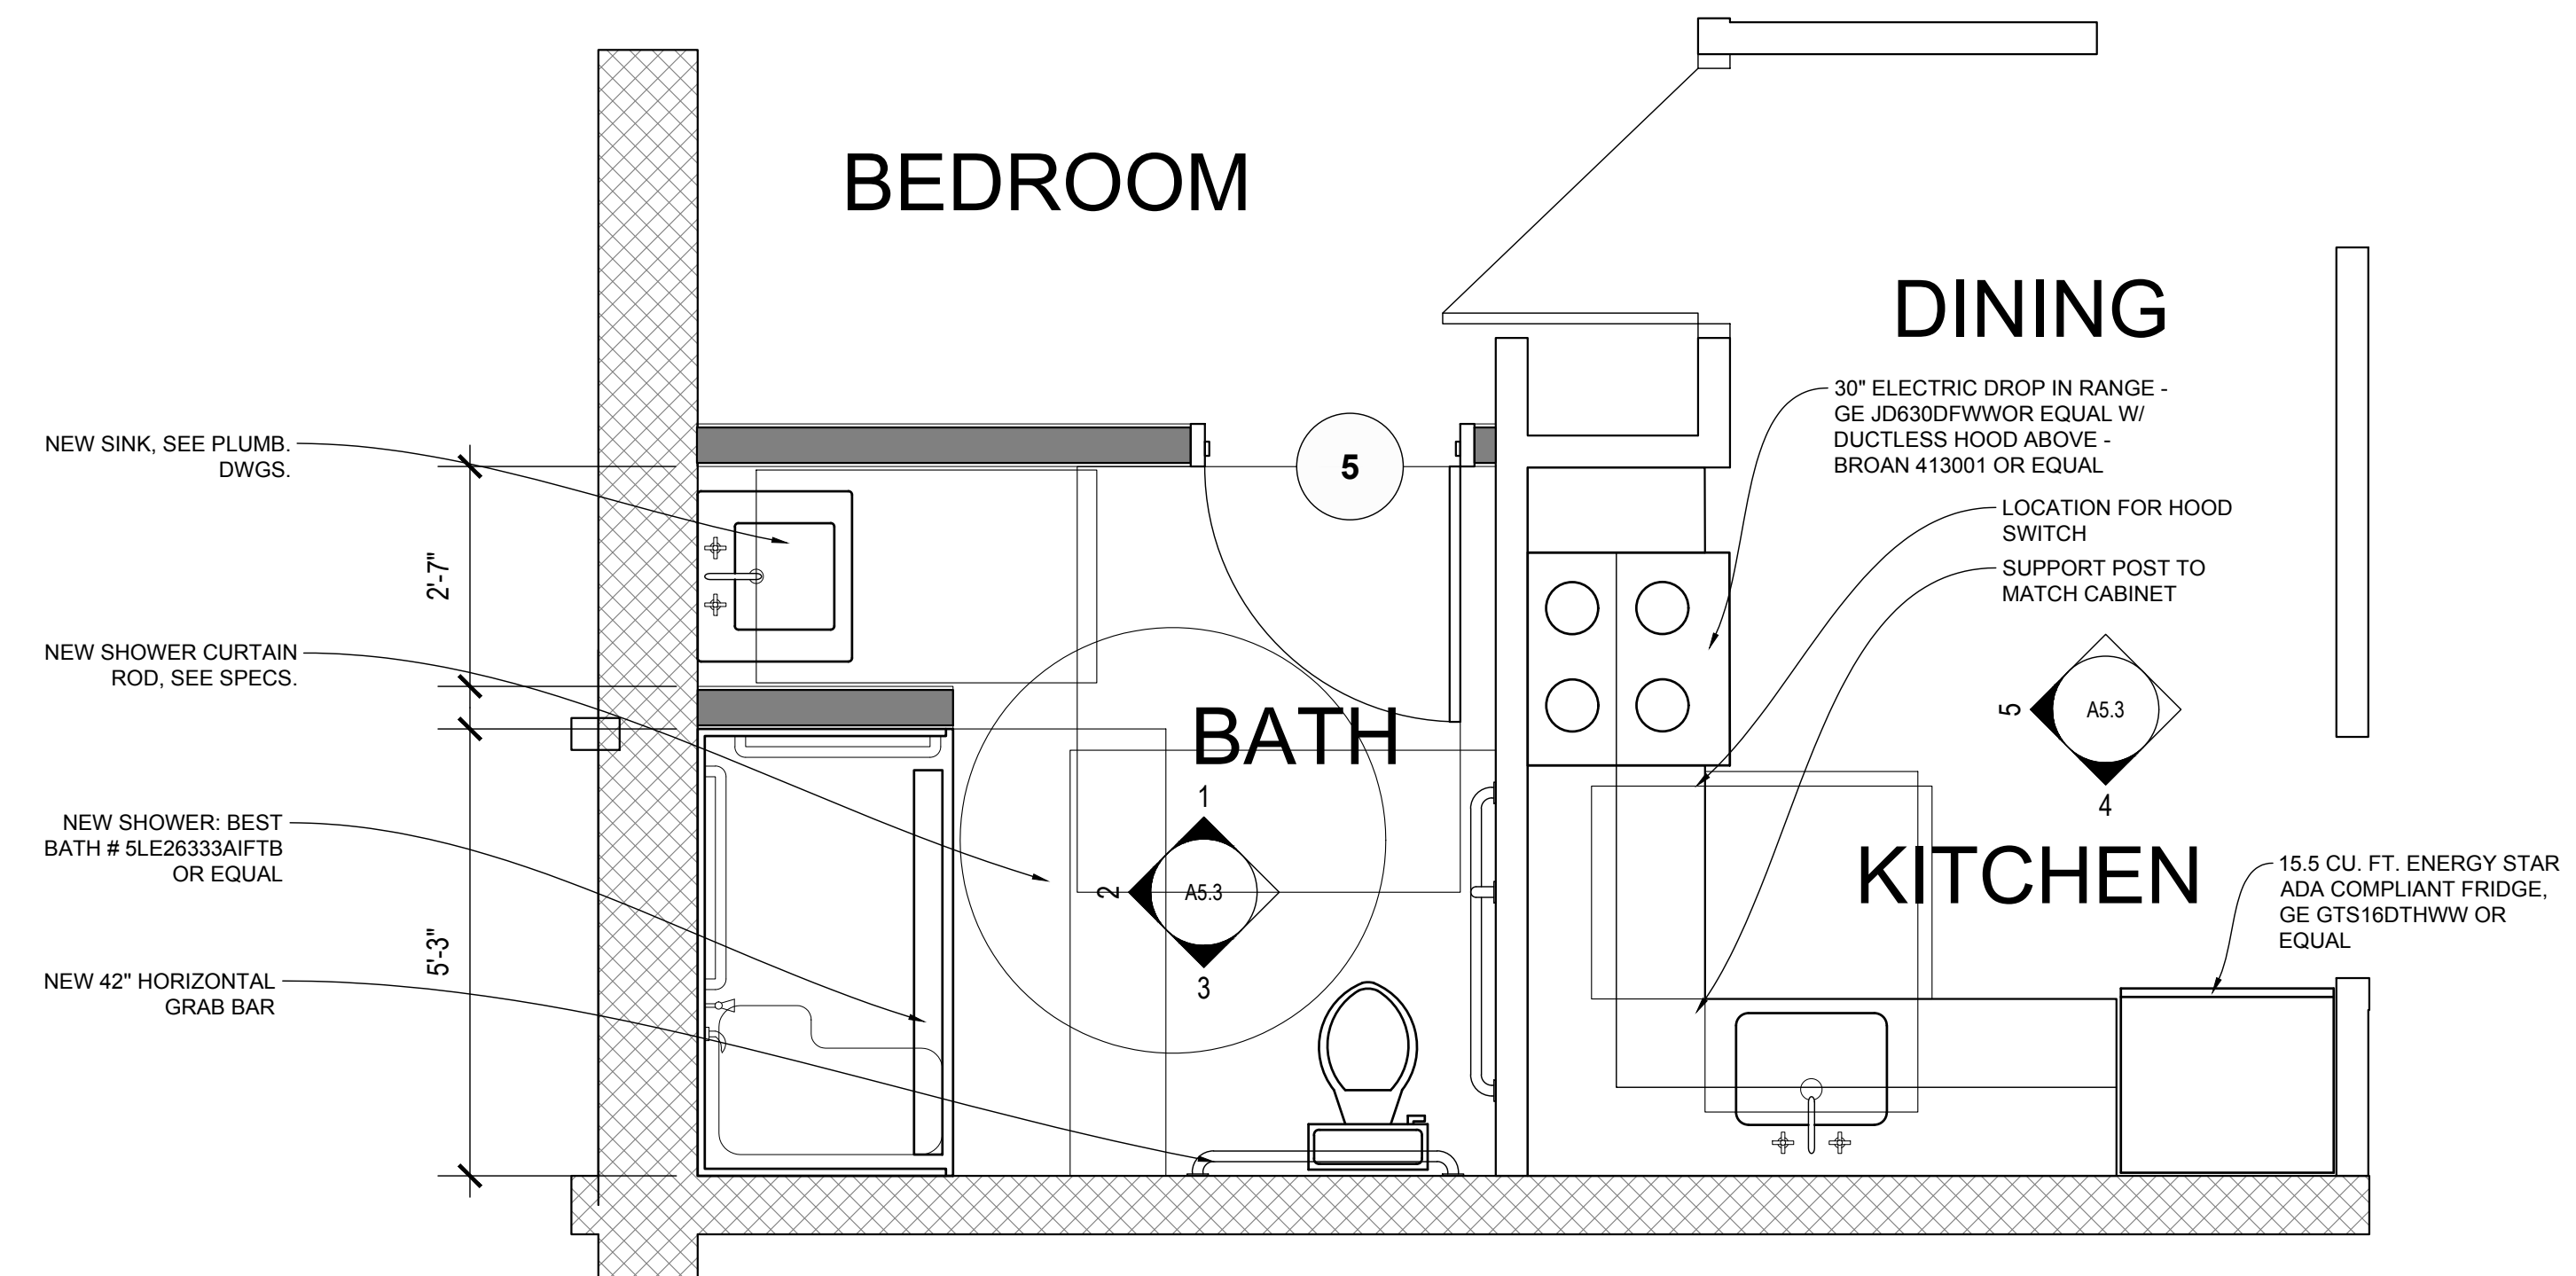 BEDROOM
DINING
30" ELECTRIC DROP IN RANGE -
GE JD630DFWWOR EQUAL W/
DUCTLESS HOOD ABOVE -
BROAN 413001 OR EQUAL
NEW SINK, SEE PLUMB.
DWGS.
5
LOCATION FOR HOOD
SWITCH
SUPPORT POST TO
MATCH CABINET
2'-7"
NEW SHOWER CURTAIN
ROD, SEE SPECS.
BATH
5
A5.3
4
1
2
A5.3
3
NEW SHOWER: BEST
BATH # 5LE26333AIFTB
OR EQUAL
KITCHEN
15.5 CU. FT. ENERGY STAR
ADA COMPLIANT FRIDGE,
GE GTS16DTHWW OR
EQUAL
5'-3"
NEW 42" HORIZONTAL
GRAB BAR